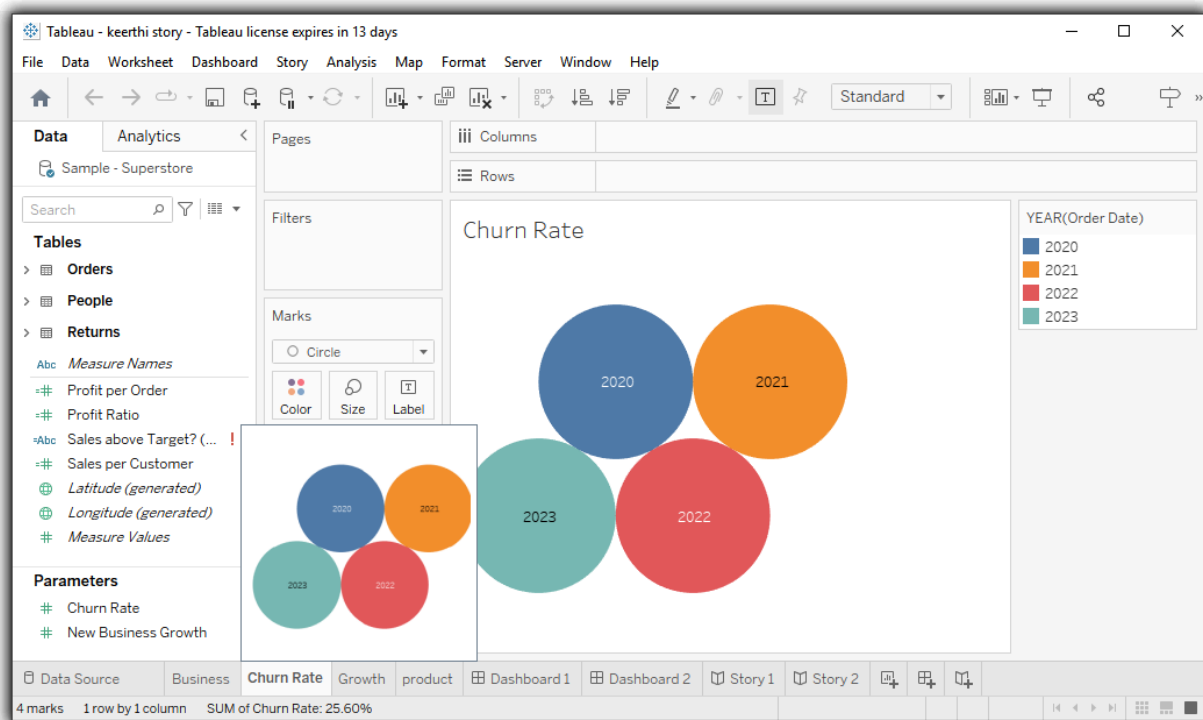 Tableau - keerthi story - Tableau license expires in 13 days
File Data Worksheet Dashboard Story Analysis Map Format Server Window Help
Standard
Data Analytics
Sample - Superstore
Search
Tables
Orders
People
Returns
Abc Measure Names
=# Profit per Order
=# Profit Ratio
=Abc Sales above Target? (... !
=# Sales per Customer
Latitude (generated)
Longitude (generated)
# Measure Values
Parameters
# Churn Rate
# New Business Growth
Pages
Filters
Marks
Circle
Color Size Label
Columns
Rows
Churn Rate
2020 2021
2023 2022
2020 2021
2023 2022
YEAR(Order Date)
2020
2021
2022
2023
Data Source Business Churn Rate Growth product Dashboard 1 Dashboard 2 Story 1 Story 2
4 marks 1 row by 1 column SUM of Churn Rate: 25.60%